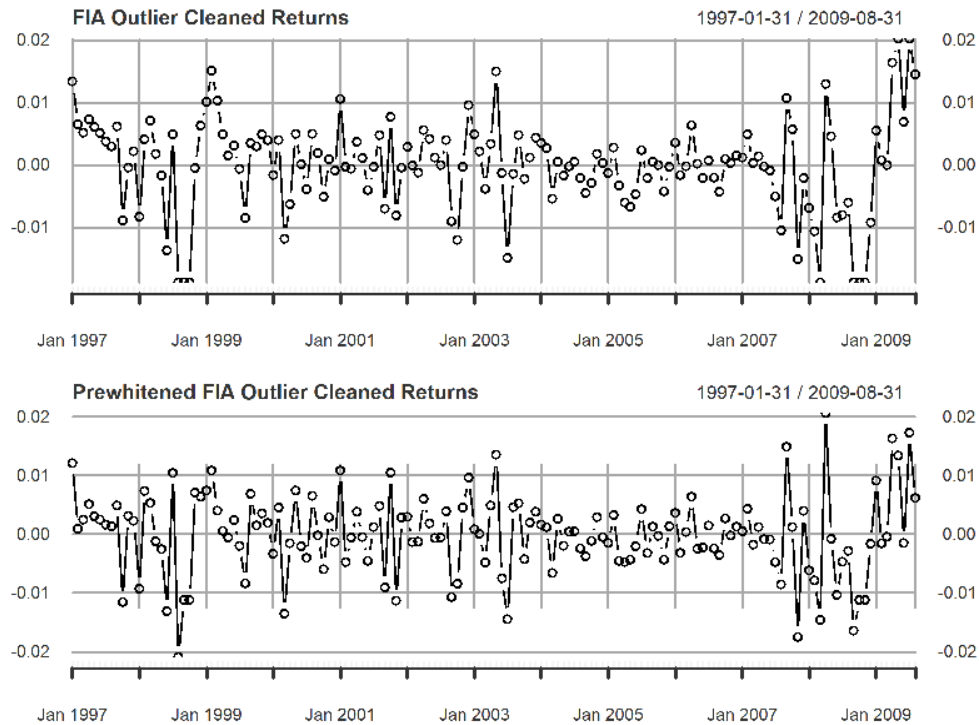 FIA Outlier Cleaned Returns 1997-01-31 / 2009-08-31
0.02 0.02
0.01 0.01
0.00 0.00
-0.01 -0.01
Jan 1997 Jan 1999 Jan 2001 Jan 2003 Jan 2005 Jan 2007 Jan 2009
Prewhitened FIA Outlier Cleaned Returns 1997-01-31 / 2009-08-31
0.02 0.02
0.01 0.01
0.00 0.00
-0.01 -0.01
-0.02 -0.02
Jan 1997 Jan 1999 Jan 2001 Jan 2003 Jan 2005 Jan 2007 Jan 2009